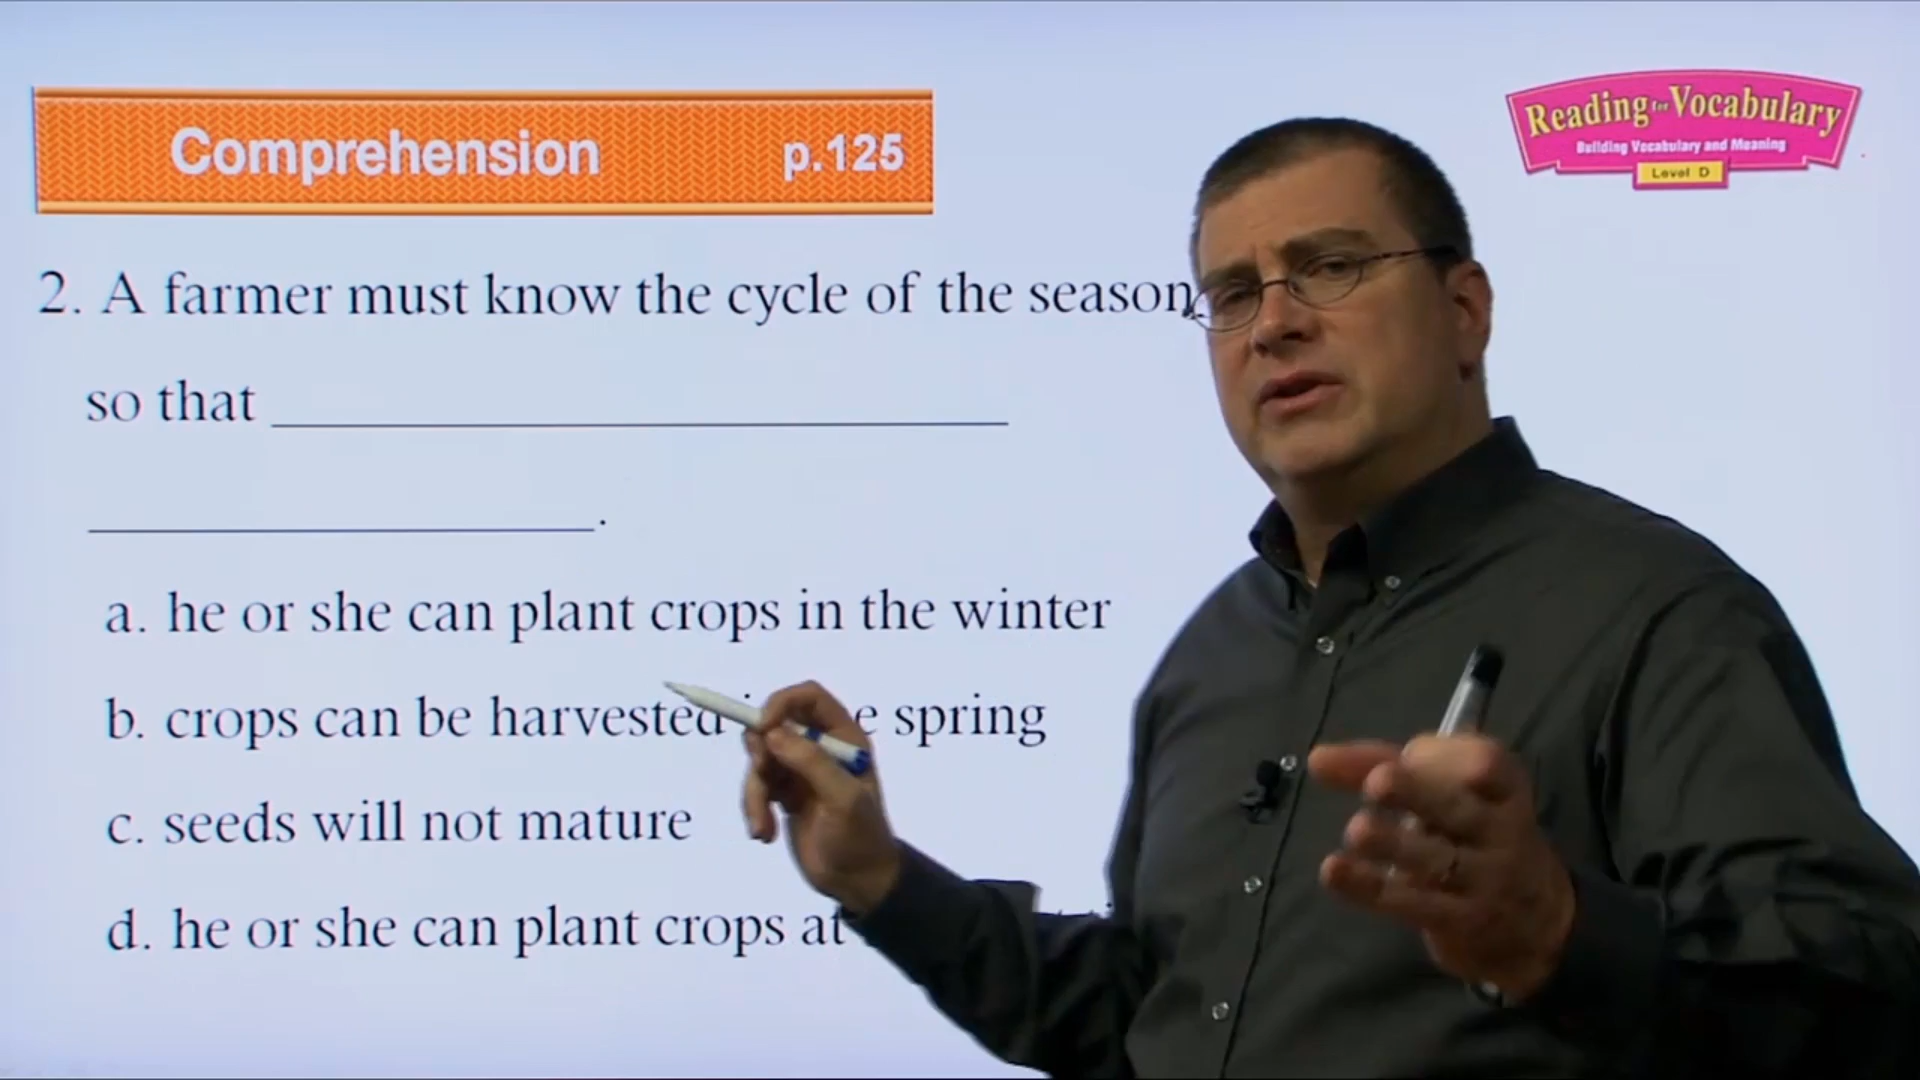 Comprehension p.125
Reading for Vocabulary
Building Vocabulary and Meaning
Level D
2. A farmer must know the cycle of the season
so that
.
a. he or she can plant crops in the winter
b. crops can be harvested spring
c. seeds will not mature
d. he or she can plant crops at